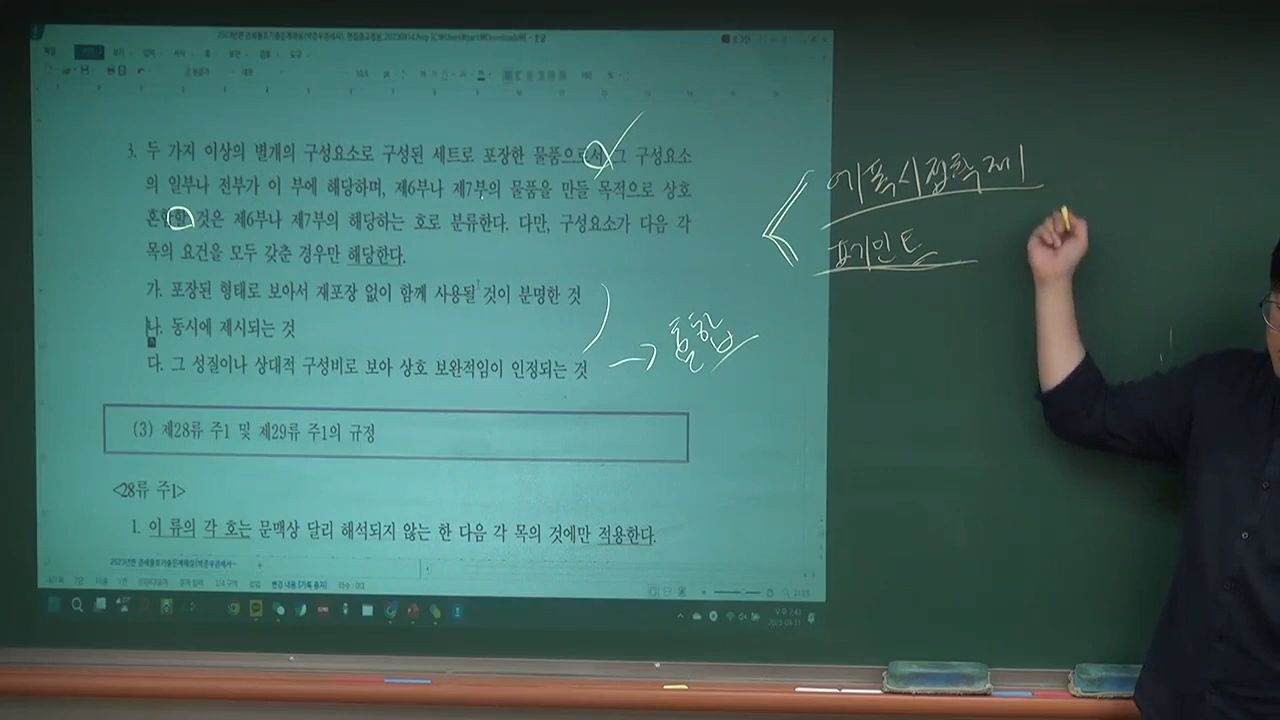 3. 두 가지 이상의 별개의 구성요소로 구성된 세트로 포장한 물품으로서 그 구성요소
의 일부나 전부가 이 부에 해당하며, 제6부나 제7부의 물품을 만들 목적으로 상호
혼합할 것은 제6부나 제7부의 해당하는 호로 분류한다. 다만, 구성요소가 다음 각
목의 요건을 모두 갖춘 경우만 해당한다.
가. 포장된 형태로 보아서 재포장 없이 함께 사용될 것이 분명한 것
나. 동시에 제시되는 것
다. 그 성질이나 상대적 구성비로 보아 상호 보완적임이 인정되는 것
(3) 제28류 주1 및 제29류 주1의 규정
<28류 주1>
1. 이 류의 각 호는 문맥상 달리 해석되지 않는 한 다음 각 목의 것에만 적용한다.
에폭시접착제
페인트
→ 혼합